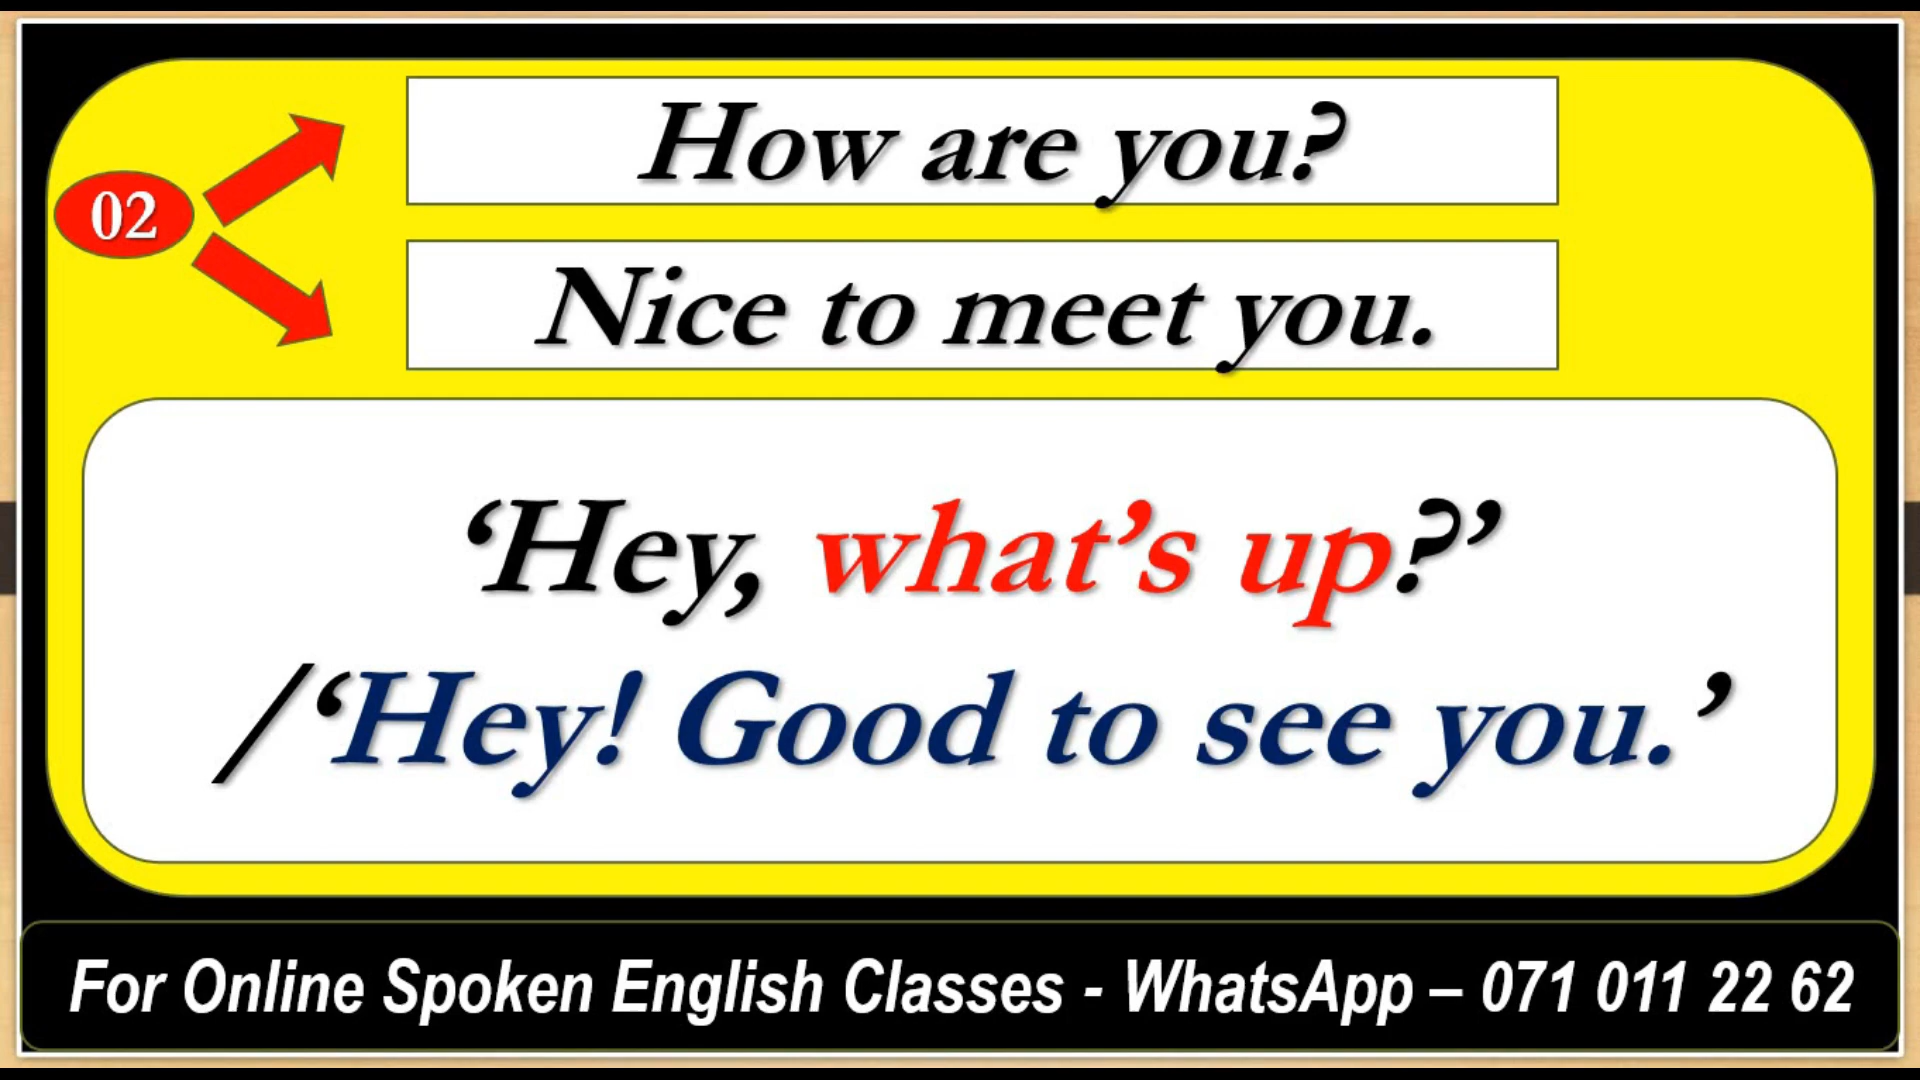 02
How are you?
Nice to meet you.
‘Hey, what’s up?’
/‘Hey! Good to see you.’
For Online Spoken English Classes - WhatsApp – 071 011 22 62